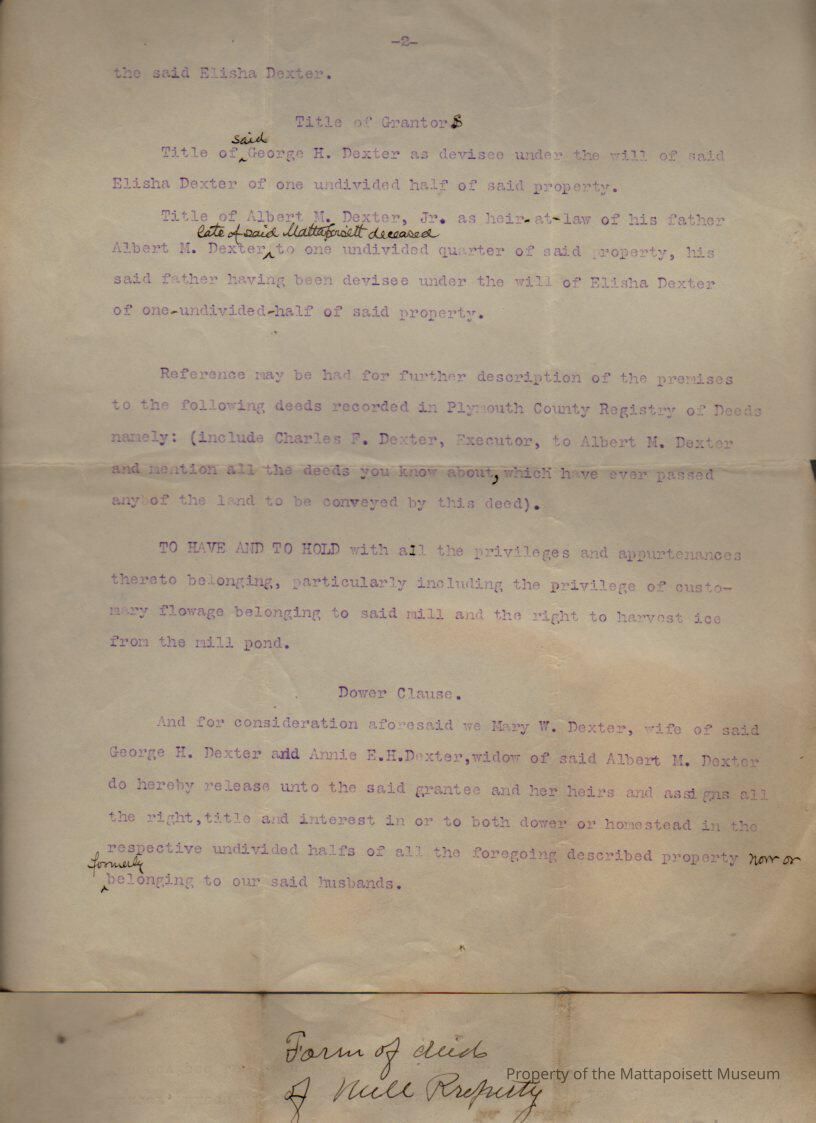 -2-
the said Elisha Dexter.
Title of Grantors
said
Title of George H. Dexter as devisee under the will of said
Elisha Dexter of one undivided half of said property.
Title of Albert M. Dexter, Jr. as heir-at-law of his father
late of said Mattapoisett deceased
Albert M. Dexter to one undivided quarter of said property, his
said father having been devisee under the will of Elisha Dexter
of one-undivided-half of said property.
Reference may be had for further description of the premises
to the following deeds recorded in Plymouth County Registry of Deeds
namely: (include Charles F. Dexter, Executor, to Albert M. Dexter
and mention all the deeds you know about, which have ever passed
any of the land to be conveyed by this deed).
TO HAVE AND TO HOLD with all the privileges and appurtenances
thereto belonging, particularly including the privilege of custo-
mary flowage belonging to said mill and the right to harvest ice
from the mill pond.
Dower Clause.
And for consideration aforesaid we Mary W. Dexter, wife of said
George H. Dexter and Annie E.H.Dexter,widow of said Albert M. Dexter
do hereby release unto the said grantee and her heirs and assigns all
the right,title and interest in or to both dower or homestead in the
respective undivided halfs of all the foregoing described property now or
formerly
belonging to our said husbands.
Form of deed
of Mill Property
Property of the Mattapoisett Museum